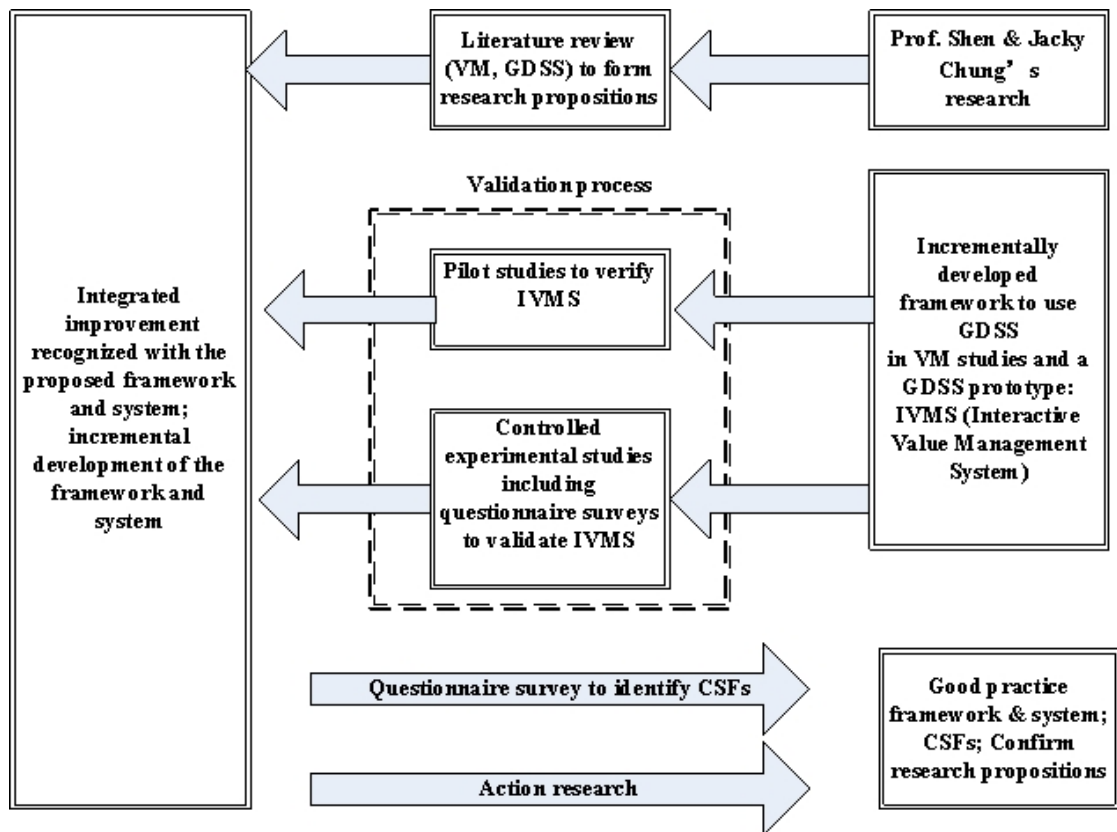 Literature review
(VM, GDSS) to form
research propositions
Prof. Shen & Jacky
Chung's
research
Validation process
Pilot studies to verify
IVMS
Controlled
experimental studies
including
questionnaire surveys
to validate IVMS
Incrementally
developed
framework to use
GDSS
in VM studies and a
GDSS prototype:
IVMS (Interactive
Value Management
System)
Integrated
improvement
recognized with the
proposed framework
and system;
incremental
development of the
framework and
system
Questionnaire survey to identify CSFs
Action research
Good practice
framework & system;
CSFs; Confirm
research propositions